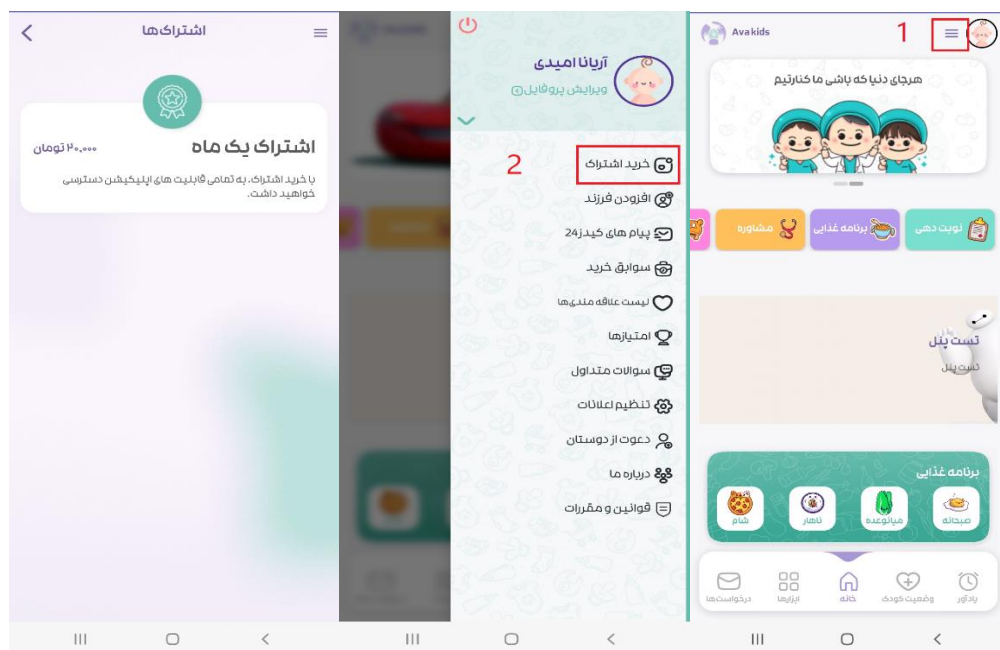 اشتراک‌ها
اشتراک یک ماه
۲۰,۰۰۰ تومان
با خرید اشتراک، به تمامی قابلیت های اپلیکیشن دسترسی
خواهید داشت.
آریانا امیدی
ویرایش پروفایل
2
خرید اشتراک
افزودن فرزند
پیام های کیدز24
سوابق خرید
لیست علاقه مندی‌ها
امتیازها
سوالات متداول
تنظیم اعلانات
دعوت از دوستان
درباره ما
قوانین و مقررات
Avakids
1
هرجای دنیا که باشی ما کنارتیم
نوبت دهی
برنامه غذایی
مشاوره
تست پنل
تست پنل
برنامه غذایی
صبحانه
میانوعده
ناهار
شام
یادآور
وضعیت کودک
خانه
ابزارها
درخواست‌ها